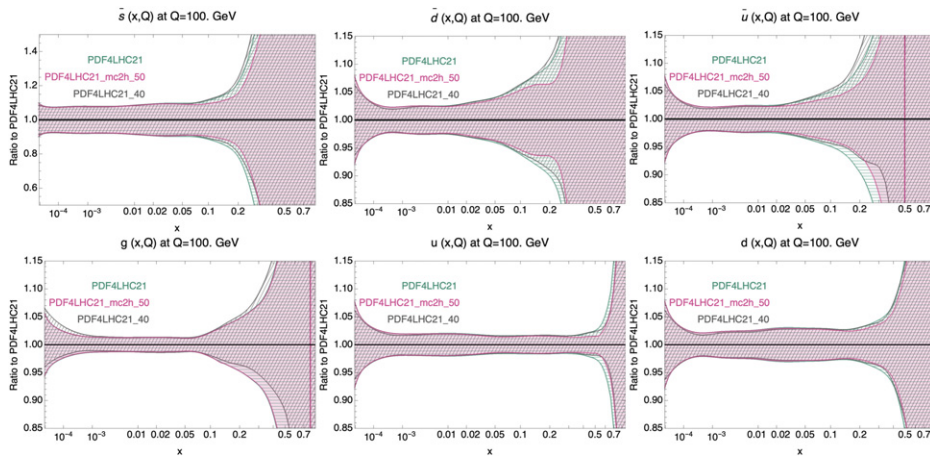 s̄ (x,Q) at Q=100. GeV
Ratio to PDF4LHC21
1.4
1.2
1.0
0.8
0.6
PDF4LHC21
PDF4LHC21_mc2h_50
PDF4LHC21_40
10⁻⁴ 10⁻³ 0.01 0.02 0.05 0.1 0.2 0.5 0.7
x
d̄ (x,Q) at Q=100. GeV
Ratio to PDF4LHC21
1.15
1.10
1.05
1.00
0.95
0.90
0.85
PDF4LHC21
PDF4LHC21_mc2h_50
PDF4LHC21_40
10⁻⁴ 10⁻³ 0.01 0.02 0.05 0.1 0.2 0.5 0.7
x
ū (x,Q) at Q=100. GeV
Ratio to PDF4LHC21
1.15
1.10
1.05
1.00
0.95
0.90
0.85
PDF4LHC21
PDF4LHC21_mc2h_50
PDF4LHC21_40
10⁻⁴ 10⁻³ 0.01 0.02 0.05 0.1 0.2 0.5 0.7
x
g (x,Q) at Q=100. GeV
Ratio to PDF4LHC21
1.15
1.10
1.05
1.00
0.95
0.90
0.85
PDF4LHC21
PDF4LHC21_mc2h_50
PDF4LHC21_40
10⁻⁴ 10⁻³ 0.01 0.02 0.05 0.1 0.2 0.5 0.7
x
u (x,Q) at Q=100. GeV
Ratio to PDF4LHC21
1.15
1.10
1.05
1.00
0.95
0.90
0.85
PDF4LHC21
PDF4LHC21_mc2h_50
PDF4LHC21_40
10⁻⁴ 10⁻³ 0.01 0.02 0.05 0.1 0.2 0.5 0.7
x
d (x,Q) at Q=100. GeV
Ratio to PDF4LHC21
1.15
1.10
1.05
1.00
0.95
0.90
0.85
PDF4LHC21
PDF4LHC21_mc2h_50
PDF4LHC21_40
10⁻⁴ 10⁻³ 0.01 0.02 0.05 0.1 0.2 0.5 0.7
x